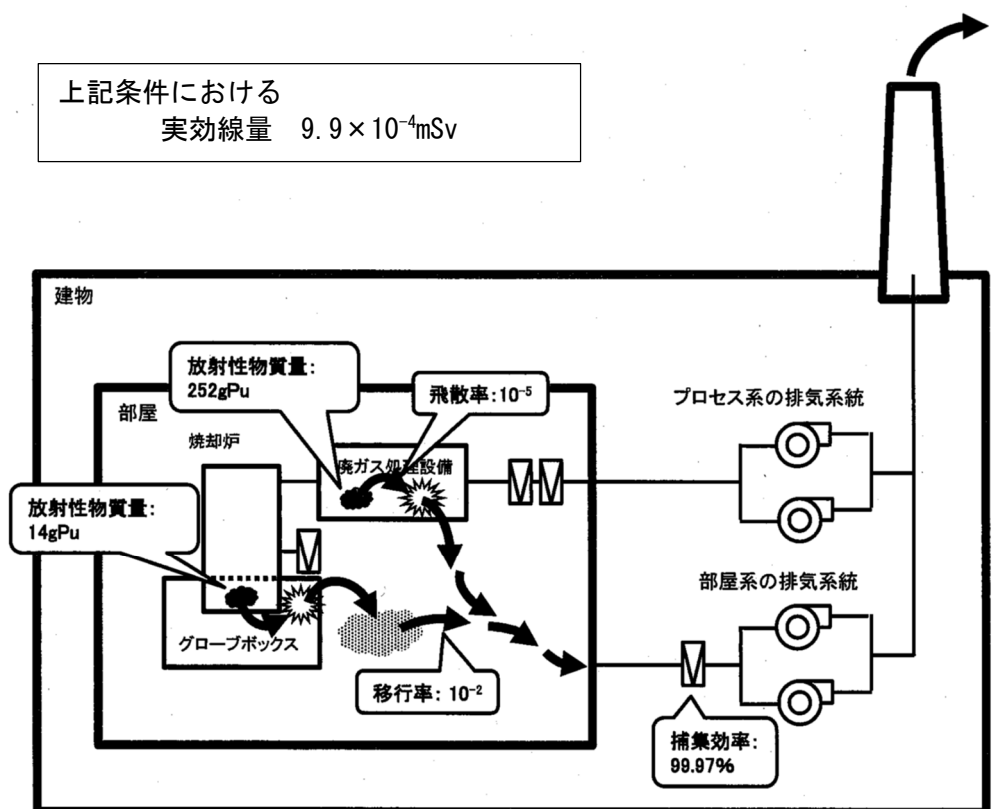 上記条件における
実効線量 9.9×10⁻⁴mSv
建物
放射性物質量：
252gPu
飛散率：10⁻⁵
部屋
焼却炉
廃ガス処理設備
プロセス系の排気系統
放射性物質量：
14gPu
グローブボックス
移行率：10⁻²
部屋系の排気系統
捕集効率：
99.97%